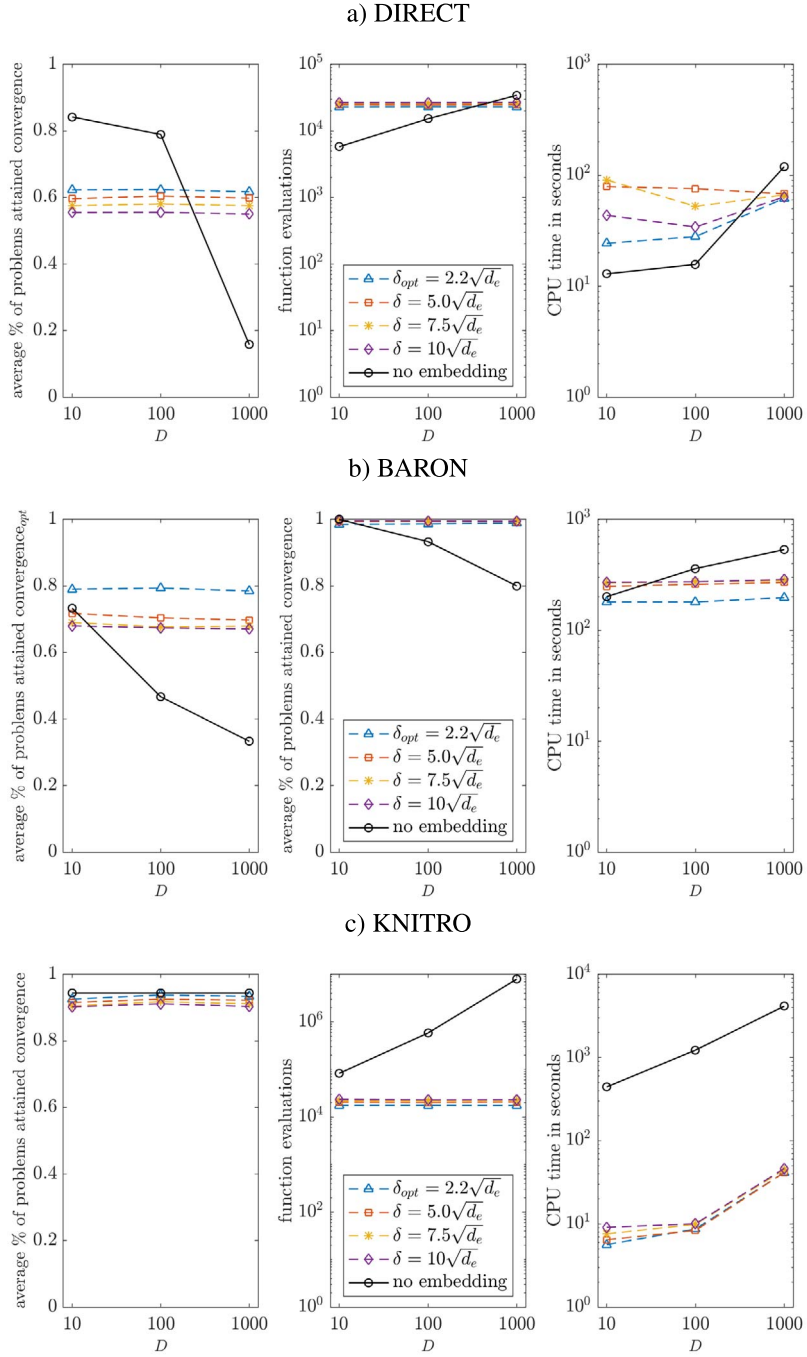 a) DIRECT
average % of problems attained convergence
1
0.8
0.6
0.4
0.2
0
10 100 1000
D
function evaluations
10^5
10^4
10^3
10^2
10^1
10^0
δ_opt = 2.2√d_e
δ = 5.0√d_e
δ = 7.5√d_e
δ = 10√d_e
no embedding
10 100 1000
D
CPU time in seconds
10^3
10^2
10^1
10^0
10 100 1000
D
b) BARON
average % of problems attained convergence_opt
1
0.8
0.6
0.4
0.2
0
10 100 1000
D
average % of problems attained convergence
1
0.8
0.6
0.4
0.2
0
δ_opt = 2.2√d_e
δ = 5.0√d_e
δ = 7.5√d_e
δ = 10√d_e
no embedding
10 100 1000
D
CPU time in seconds
10^3
10^2
10^1
10^0
10 100 1000
D
c) KNITRO
average % of problems attained convergence
1
0.8
0.6
0.4
0.2
0
10 100 1000
D
function evaluations
10^6
10^4
10^2
10^0
δ_opt = 2.2√d_e
δ = 5.0√d_e
δ = 7.5√d_e
δ = 10√d_e
no embedding
10 100 1000
D
CPU time in seconds
10^4
10^3
10^2
10^1
10^0
10 100 1000
D